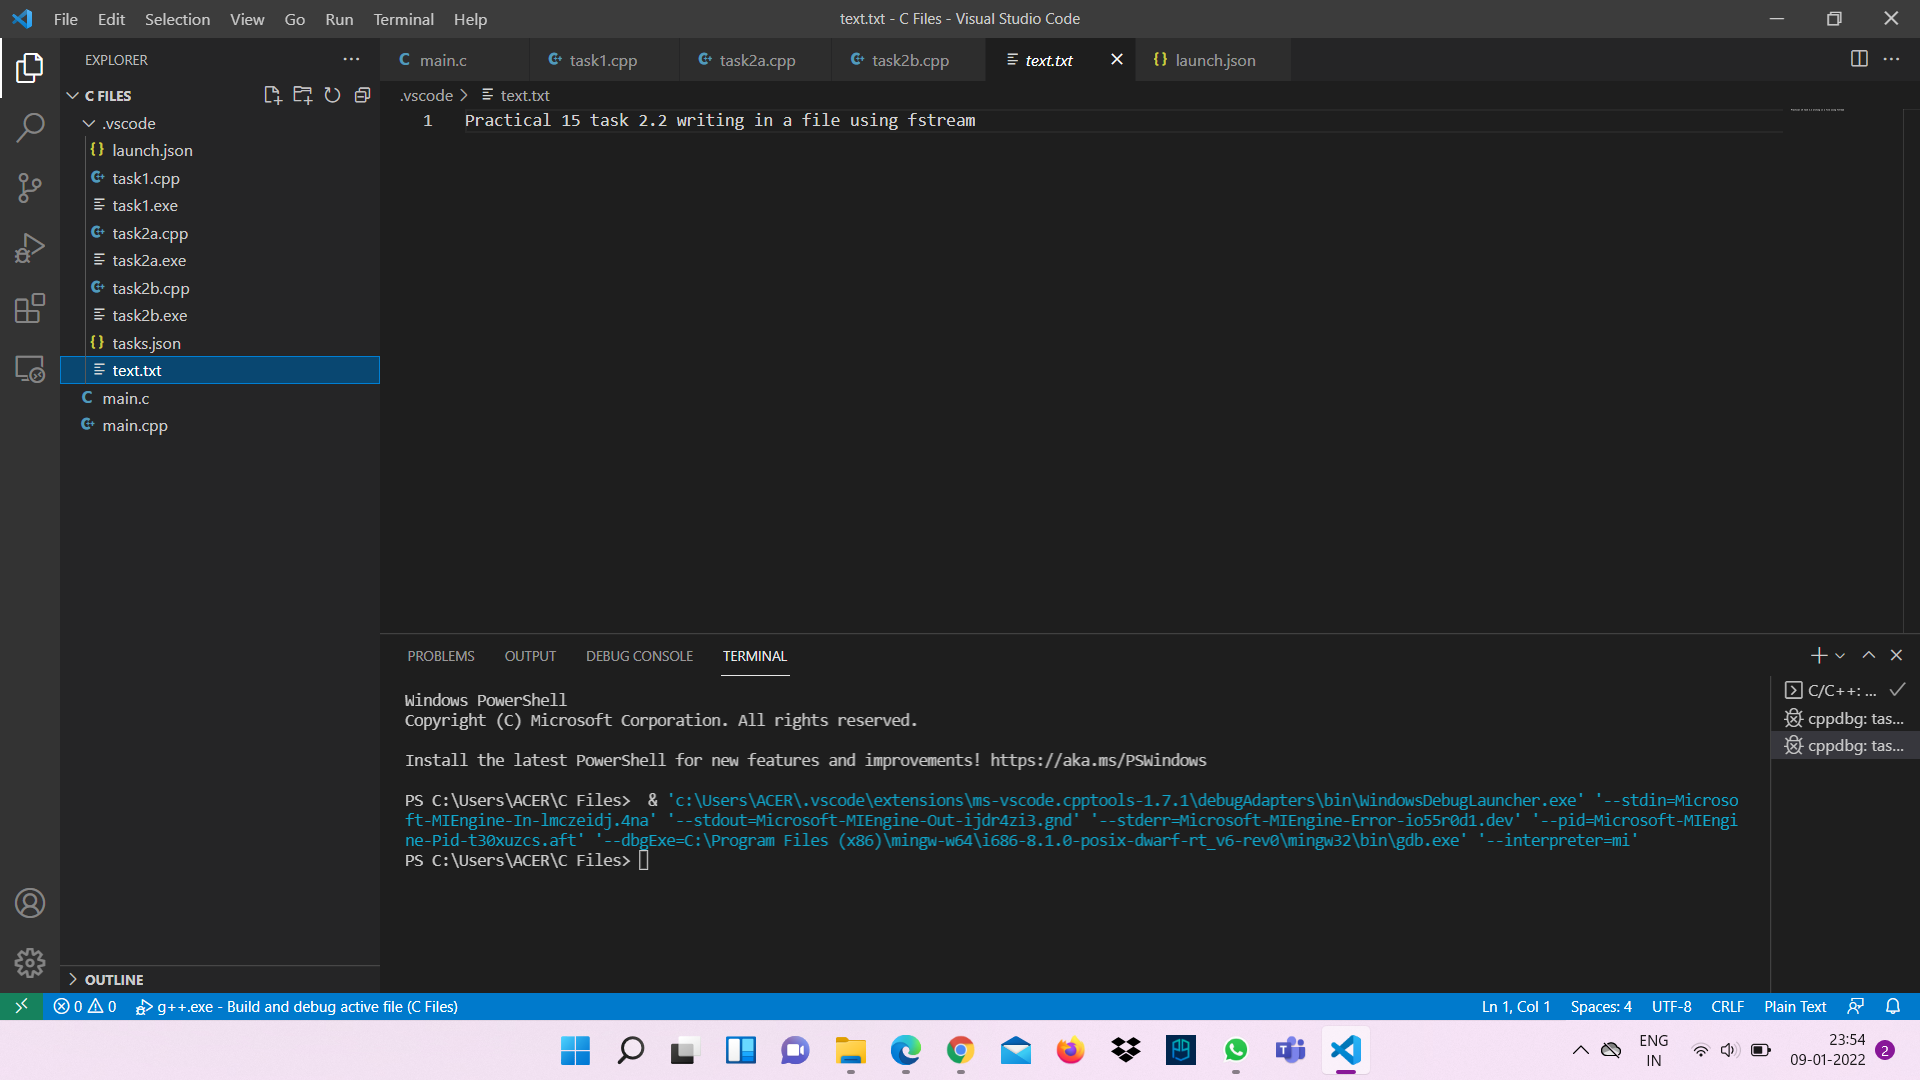 File Edit Selection View Go Run Terminal Help
text.txt - C Files - Visual Studio Code
EXPLORER
main.c
task1.cpp
task2a.cpp
task2b.cpp
text.txt
launch.json
C FILES
.vscode
launch.json
task1.cpp
task1.exe
task2a.cpp
task2a.exe
task2b.cpp
task2b.exe
tasks.json
text.txt
main.c
main.cpp
OUTLINE
.vscode > text.txt
1 Practical 15 task 2.2 writing in a file using fstream
PROBLEMS OUTPUT DEBUG CONSOLE TERMINAL
Windows PowerShell
Copyright (C) Microsoft Corporation. All rights reserved.
Install the latest PowerShell for new features and improvements! https://aka.ms/PSWindows
PS C:\Users\ACER\C Files>  & 'c:\Users\ACER\.vscode\extensions\ms-vscode.cpptools-1.7.1\debugAdapters\bin\WindowsDebugLauncher.exe' '--stdin=Microso
ft-MIEngine-In-lmczeidj.4na' '--stdout=Microsoft-MIEngine-Out-ijdr4zi3.gnd' '--stderr=Microsoft-MIEngine-Error-io55r0d1.dev' '--pid=Microsoft-MIEngi
ne-Pid-t30xuzcs.aft' '--dbgExe=C:\Program Files (x86)\mingw-w64\i686-8.1.0-posix-dwarf-rt_v6-rev0\mingw32\bin\gdb.exe' '--interpreter=mi'
PS C:\Users\ACER\C Files>
C/C++: ...
cppdbg: tas...
cppdbg: tas...
0 0 g++.exe - Build and debug active file (C Files)
Ln 1, Col 1 Spaces: 4 UTF-8 CRLF Plain Text
ENG
IN
23:54
09-01-2022
2